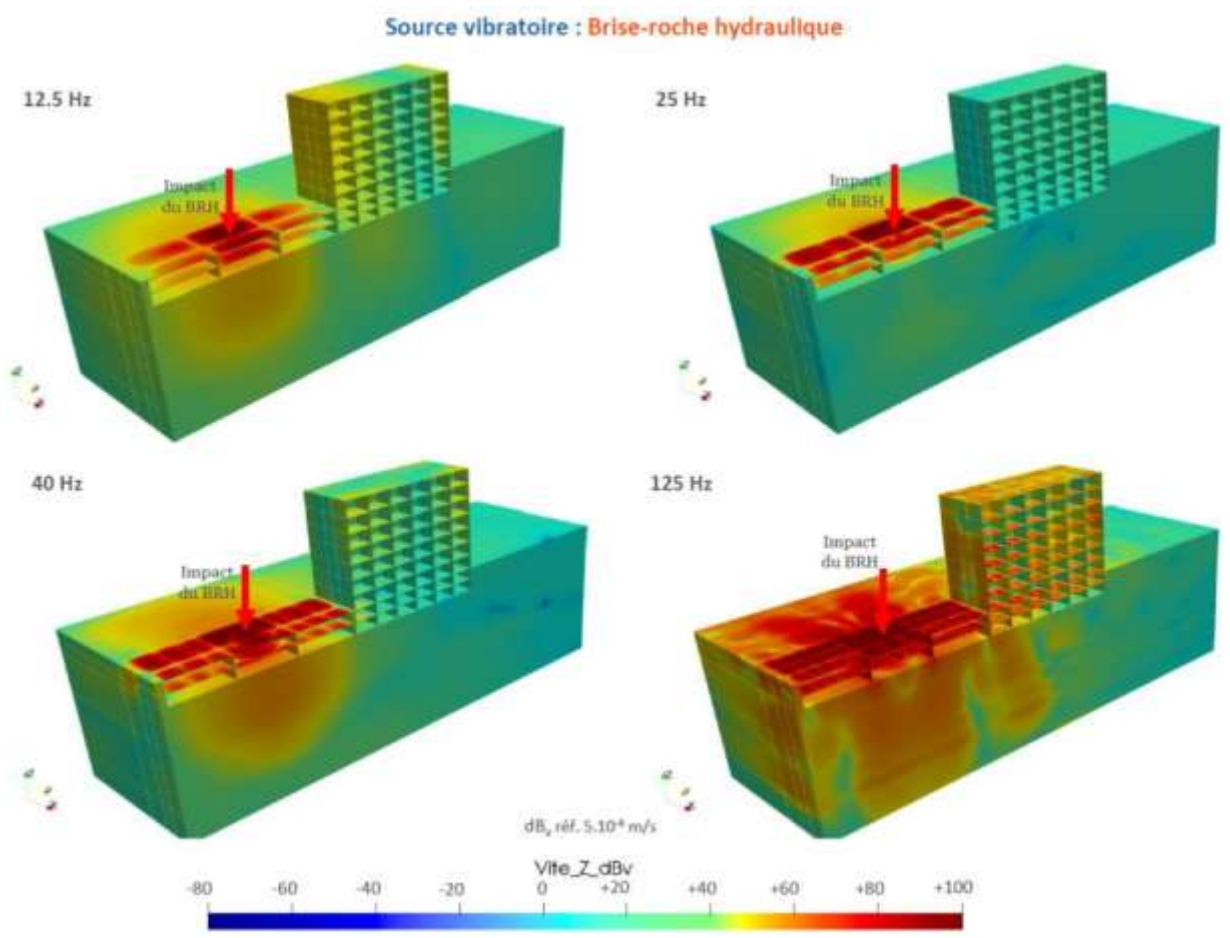 Source vibratoire : Brise-roche hydraulique
12.5 Hz
25 Hz
Impact
du BRH
Impact
du BRH
40 Hz
125 Hz
Impact
du BRH
Impact
du BRH
dBv réf. 5.10⁻⁸ m/s
Vite_Z_dBv
-80 -60 -40 -20 0 +20 +40 +60 +80 +100